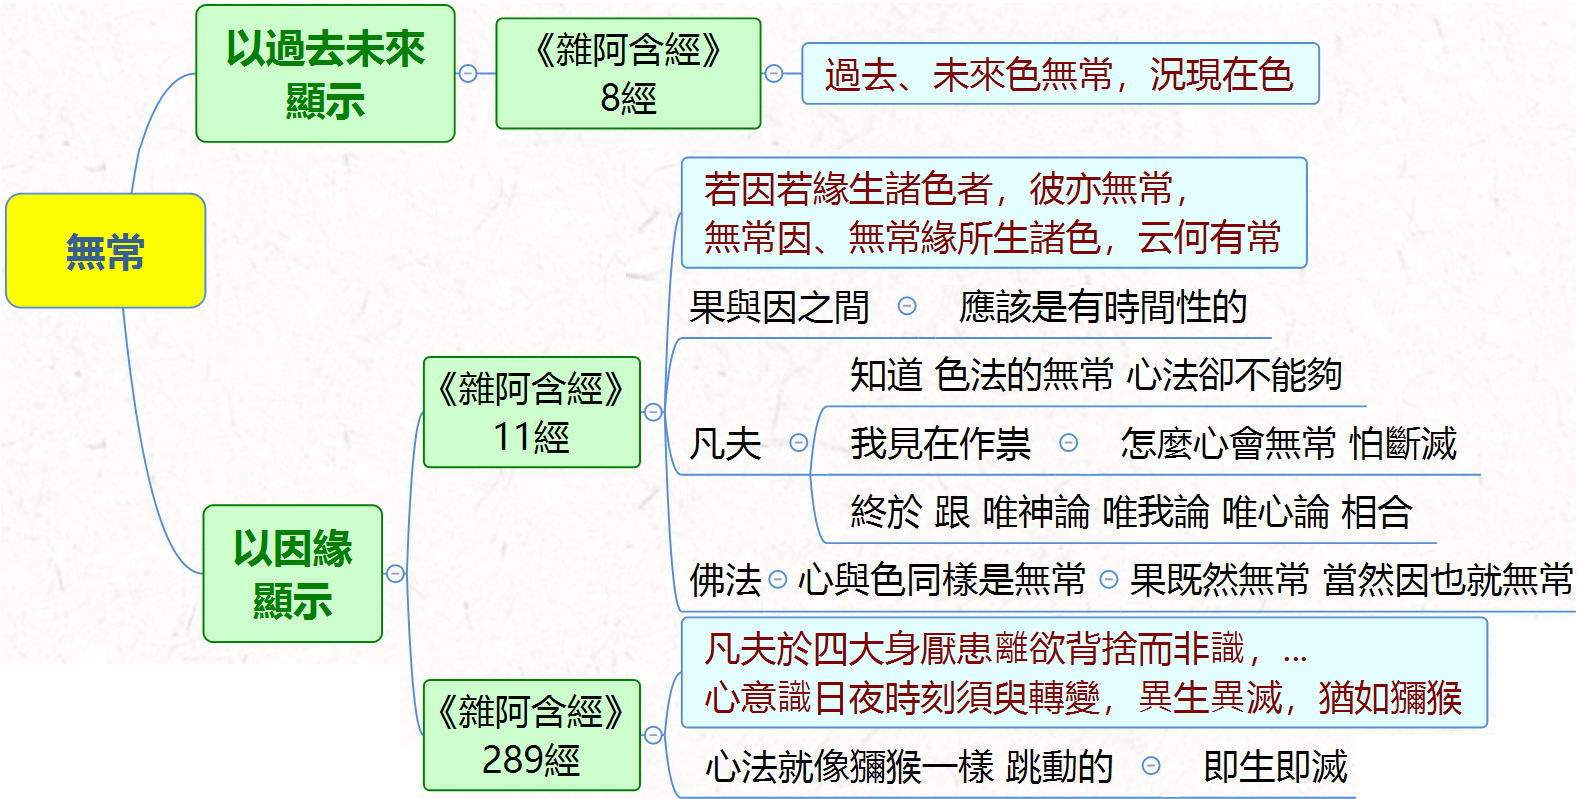 無常
以過去未來
顯示
《雜阿含經》
8經
過去、未來色無常，況現在色
以因緣
顯示
《雜阿含經》
11經
若因若緣生諸色者，彼亦無常，
無常因、無常緣所生諸色，云何有常
果與因之間
應該是有時間性的
凡夫
知道 色法的無常 心法卻不能夠
我見在作祟
怎麼心會無常 怕斷滅
終於 跟 唯神論 唯我論 唯心論 相合
佛法
心與色同樣是無常
果既然無常 當然因也就無常
《雜阿含經》
289經
凡夫於四大身厭患離欲背捨而非識，...
心意識日夜時刻須臾轉變，異生異滅，猶如獼猴
心法就像獼猴一樣 跳動的
即生即滅